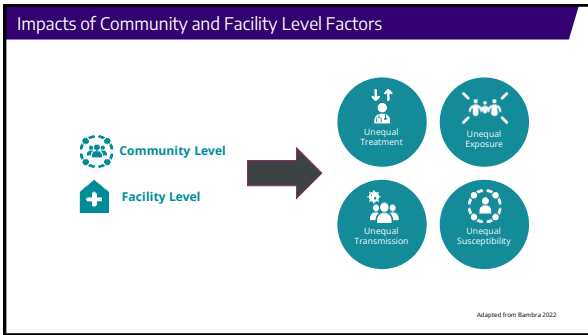 Impacts of Community and Facility Level Factors
Community Level
Facility Level
Unequal
Treatment
Unequal
Exposure
Unequal
Transmission
Unequal
Susceptibility
Adapted from Bambra 2022